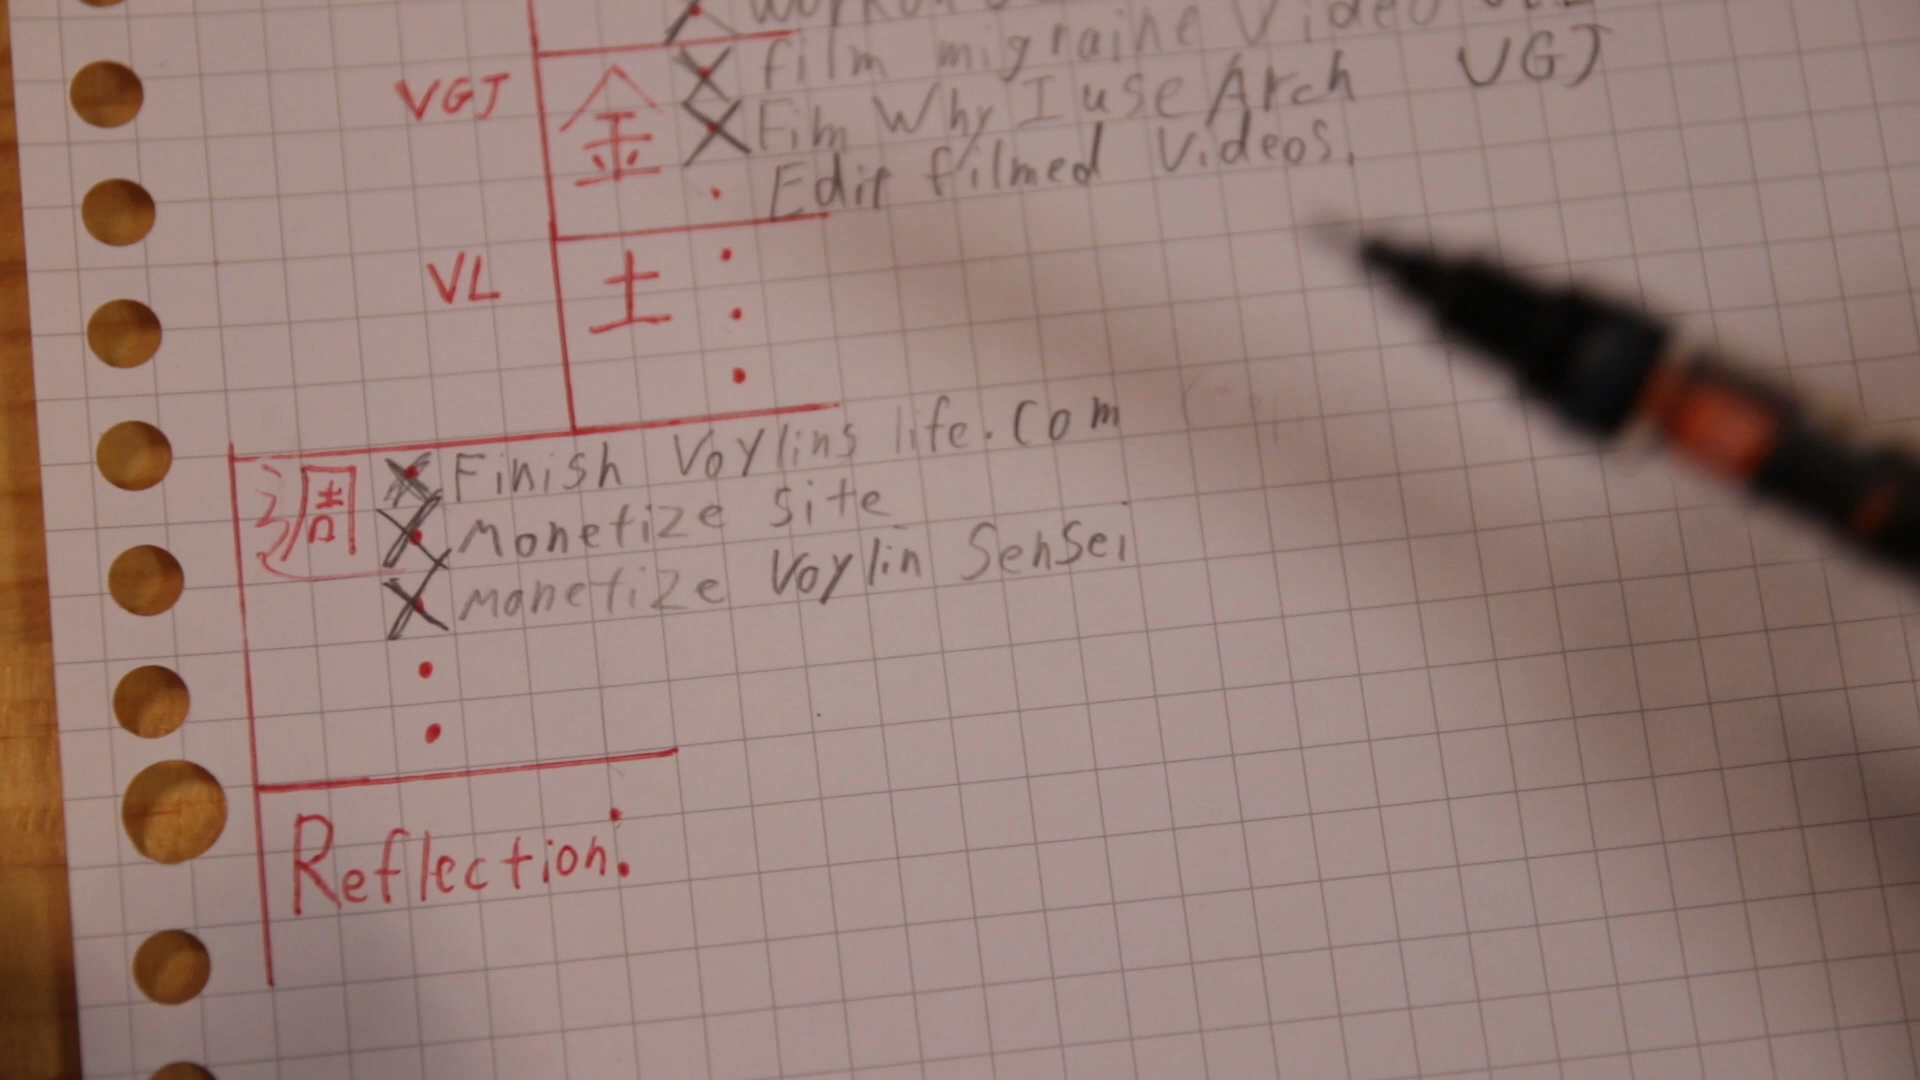 film migraine Video
VGJ 金 Film Why I use Arch VGJ
Edit filmed Videos.
VL 土
週 Finish Voylins life.com
Monetize site
Monetize Voylin Sensei
Reflection: